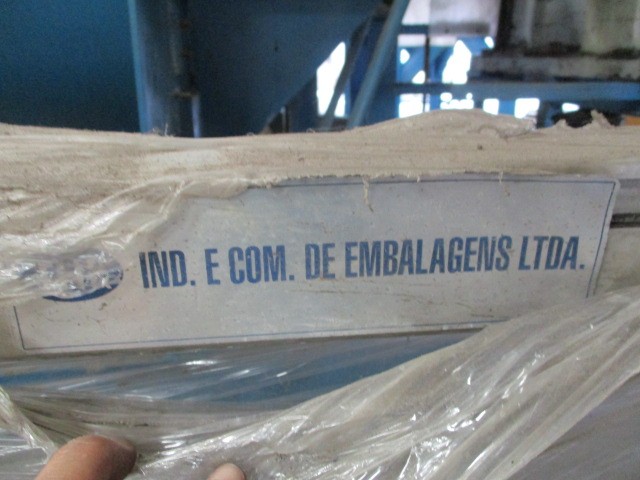 IND. E COM. DE EMBALAGENS LTDA.